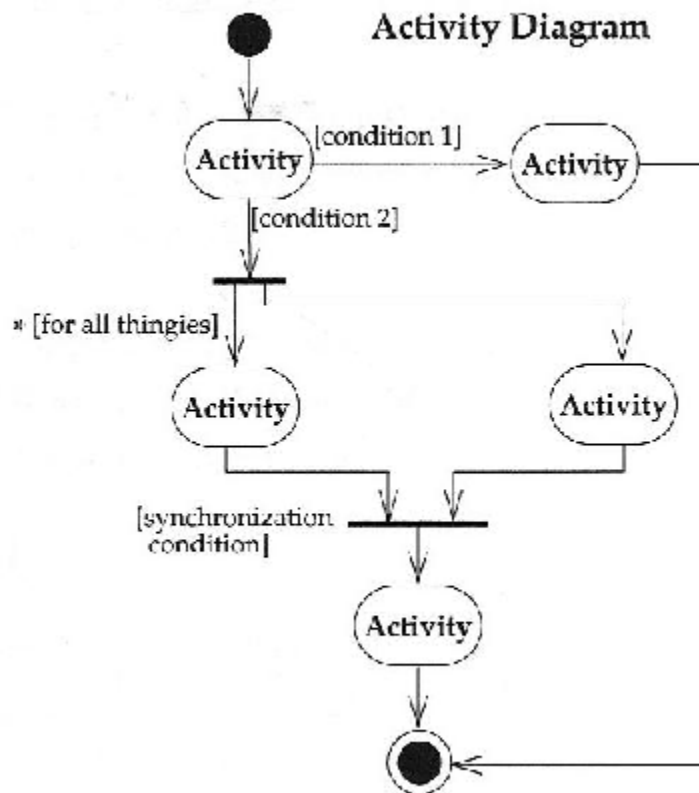 Activity Diagram
[condition 1]
Activity
Activity
[condition 2]
* [for all thingies]
Activity
Activity
[synchronization
condition]
Activity